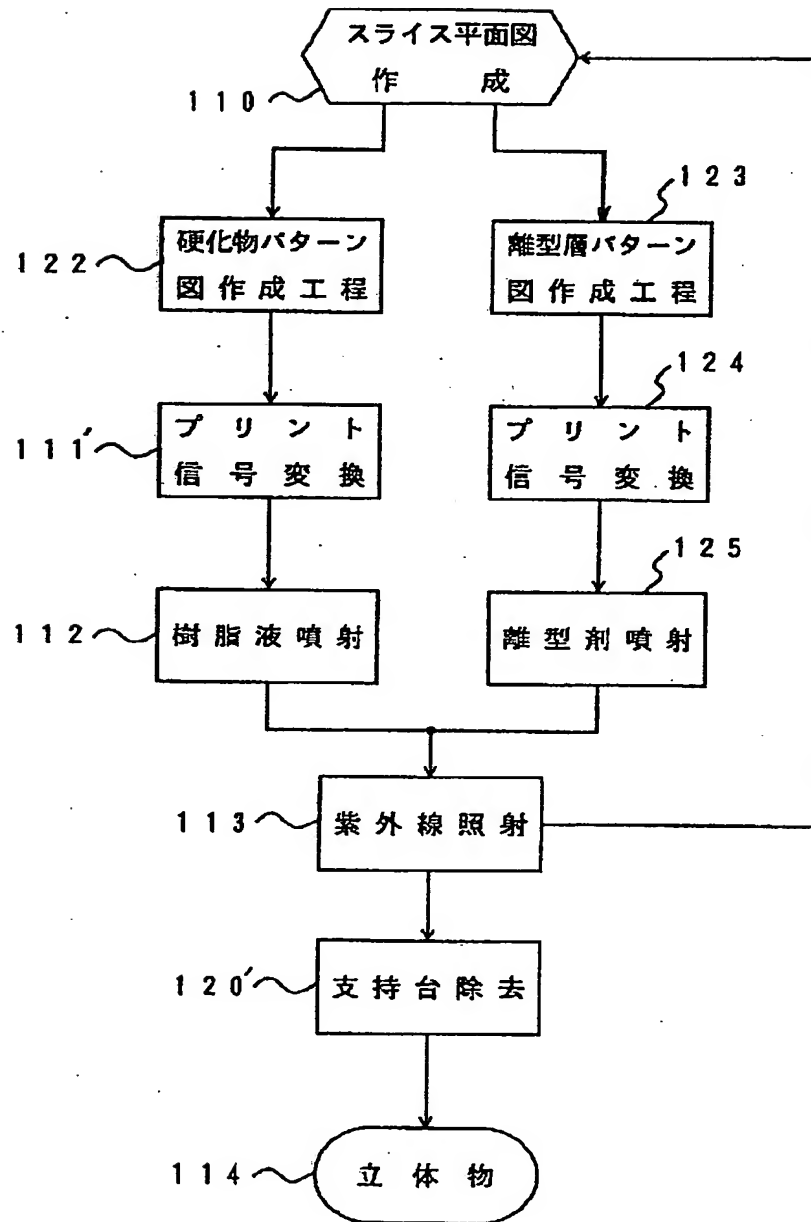 スライス平面図
作成
110
123
硬化物パターン
図作成工程
122
離型層パターン
図作成工程
124
プリント
信号変換
111′
プリント
信号変換
125
112
樹脂液噴射
離型剤噴射
113
紫外線照射
120′
支持台除去
114
立体物